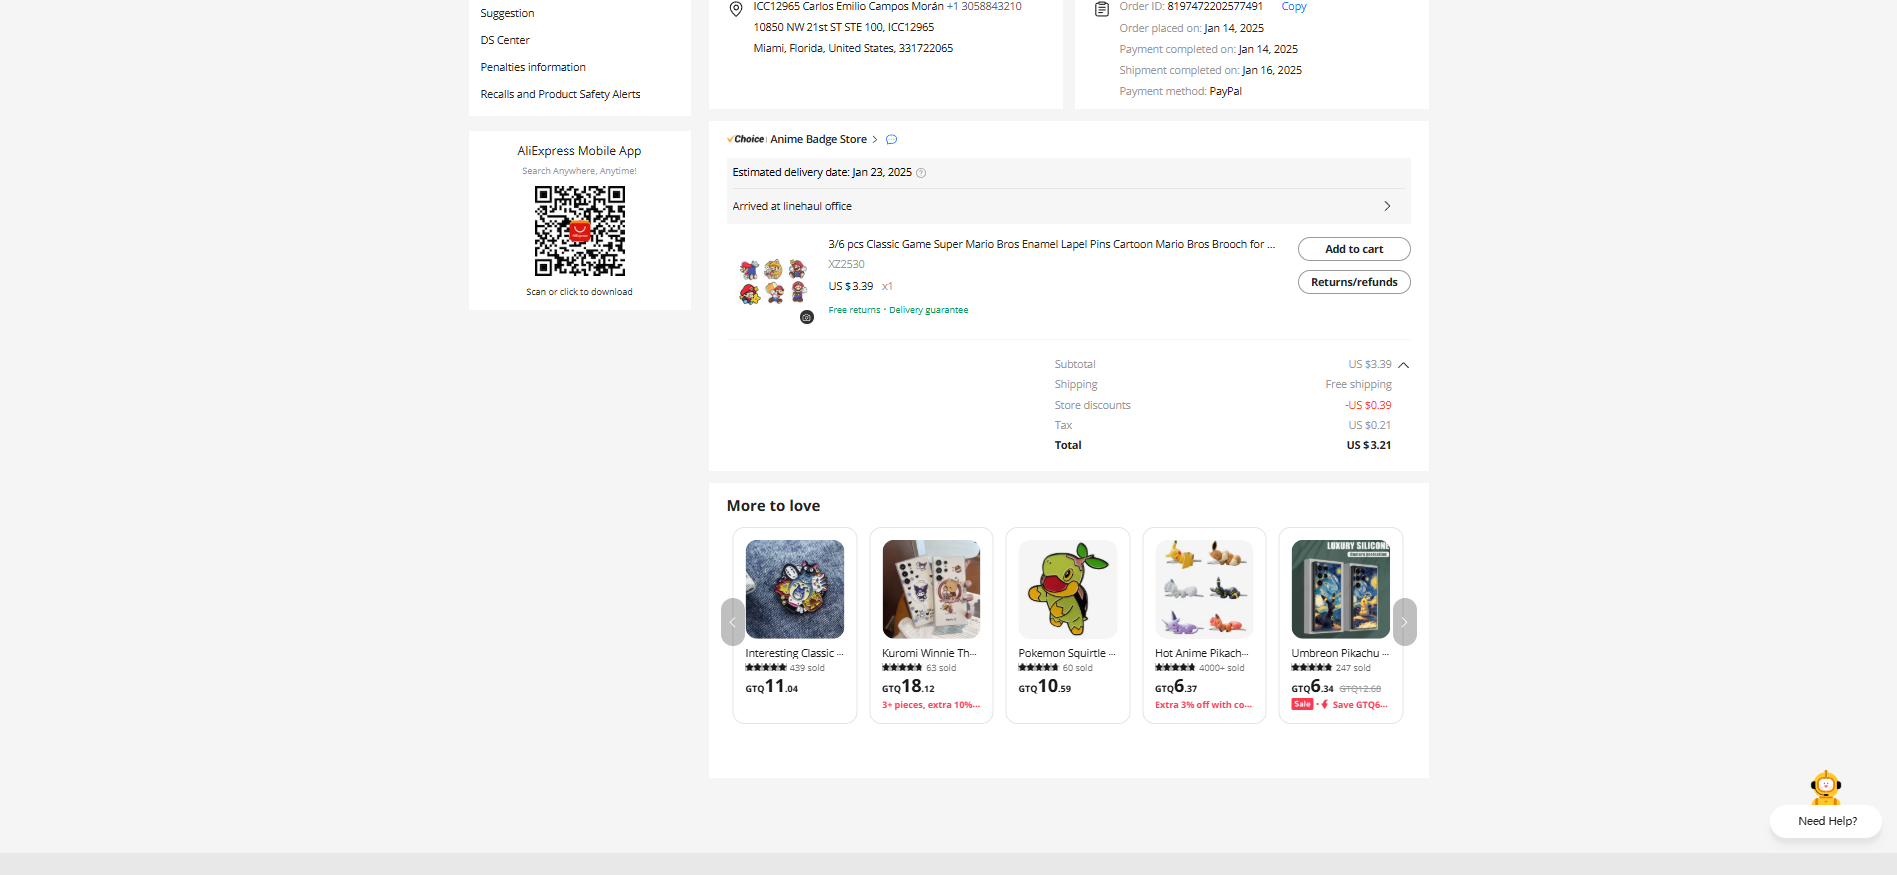 Suggestion
DS Center
Penalties information
Recalls and Product Safety Alerts
AliExpress Mobile App
Search Anywhere, Anytime!
Scan or click to download
ICC12965 Carlos Emilio Campos Morán +1 3058843210
10850 NW 21st ST STE 100, ICC12965
Miami, Florida, United States, 331722065
Order ID: 8197472202577491 Copy
Order placed on: Jan 14, 2025
Payment completed on: Jan 14, 2025
Shipment completed on: Jan 16, 2025
Payment method: PayPal
Choice Anime Badge Store
Estimated delivery date: Jan 23, 2025
Arrived at linehaul office
3/6 pcs Classic Game Super Mario Bros Enamel Lapel Pins Cartoon Mario Bros Brooch for ...
XZ2530
US $3.39 x1
Free returns · Delivery guarantee
Add to cart
Returns/refunds
Subtotal US $3.39
Shipping Free shipping
Store discounts -US $0.39
Tax US $0.21
Total US $3.21
More to love
Interesting Classic ...
439 sold
GTQ11.04
Kuromi Winnie Th...
63 sold
GTQ18.12
3+ pieces, extra 10%...
Pokemon Squirtle ...
60 sold
GTQ10.59
Hot Anime Pikach...
4000+ sold
GTQ6.37
Extra 3% off with co...
LUXURY SILICONE
Umbreon Pikachu ...
247 sold
GTQ6.34 GTQ12.68
Sale · Save GTQ6...
Need Help?